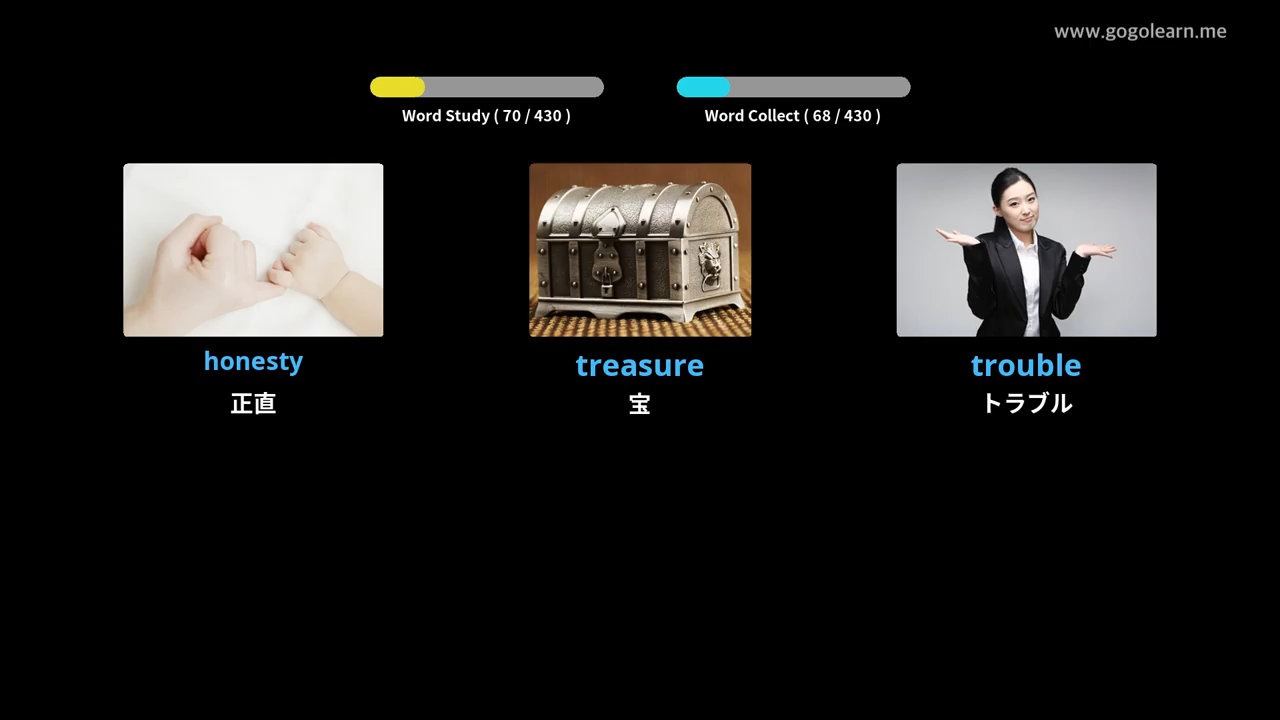 www.gogolearn.me
Word Study ( 70 / 430 )
Word Collect ( 68 / 430 )
honesty
treasure
trouble
正直
宝
トラブル